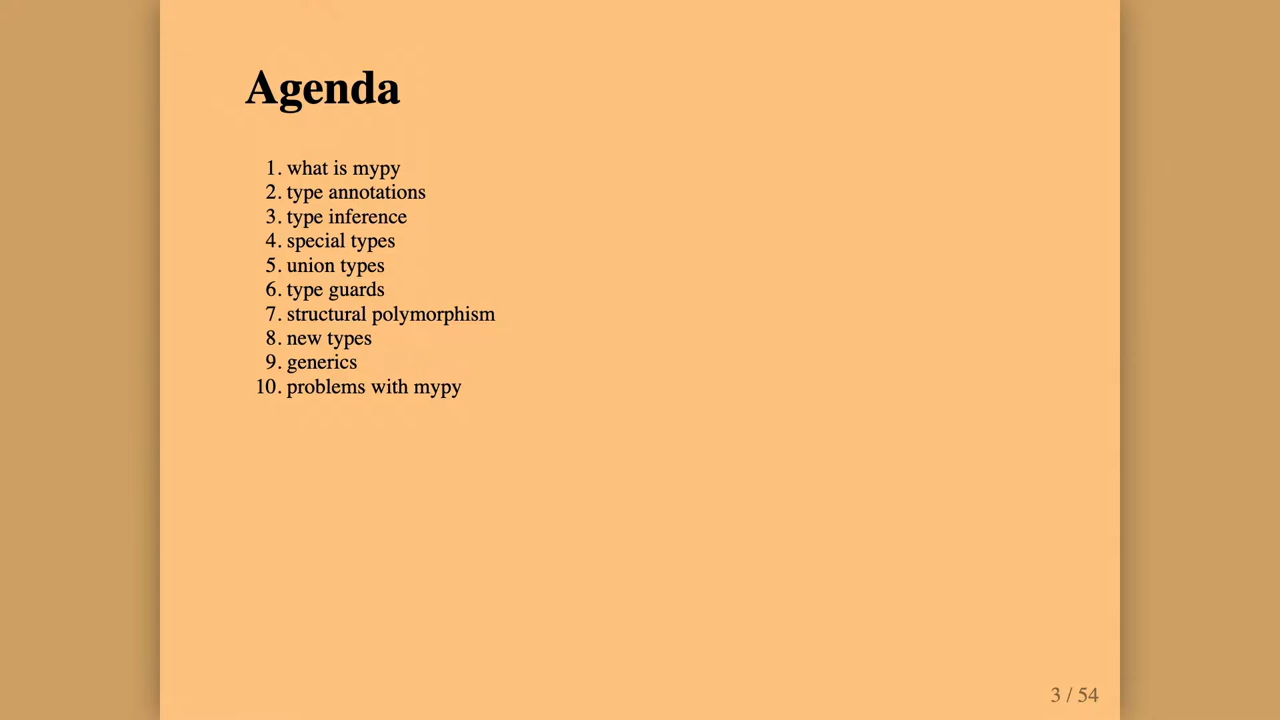 Agenda
1. what is mypy
2. type annotations
3. type inference
4. special types
5. union types
6. type guards
7. structural polymorphism
8. new types
9. generics
10. problems with mypy
3 / 54